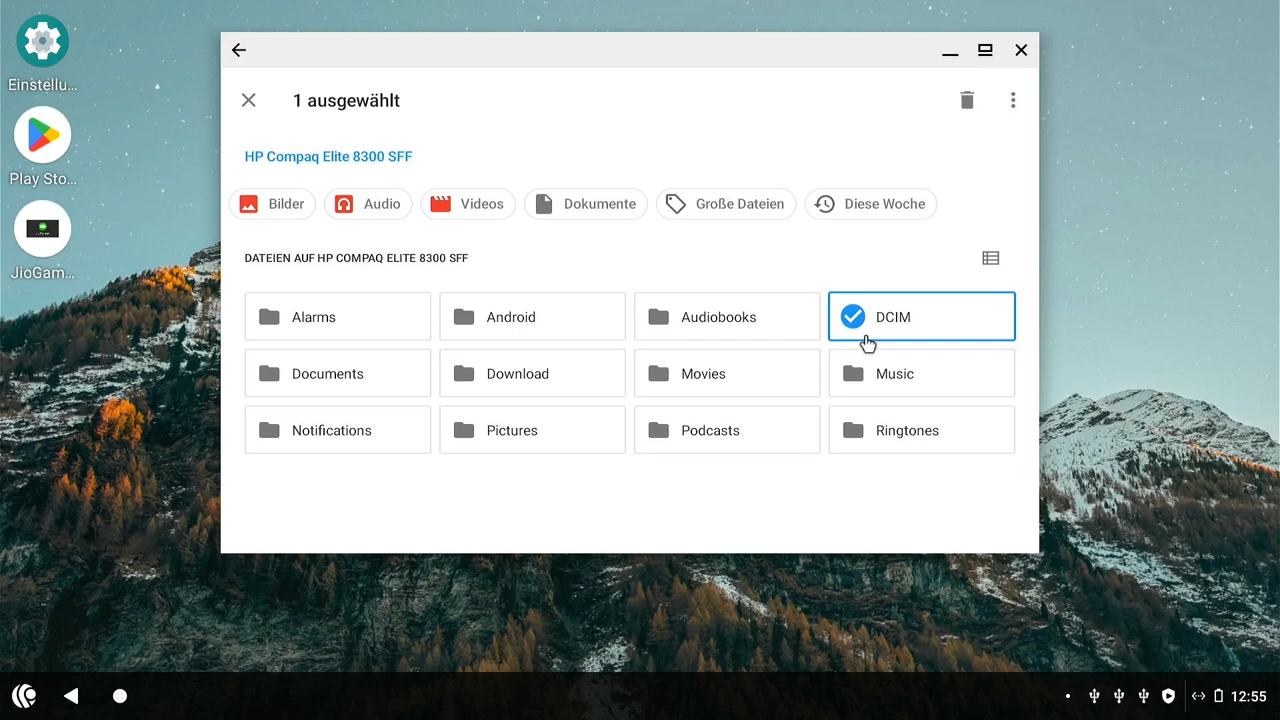 Einstellu...
Play Sto...
JioGam...
1 ausgewählt
HP Compaq Elite 8300 SFF
Bilder Audio Videos Dokumente Große Dateien Diese Woche
DATEIEN AUF HP COMPAQ ELITE 8300 SFF
Alarms Android Audiobooks DCIM
Documents Download Movies Music
Notifications Pictures Podcasts Ringtones
12:55